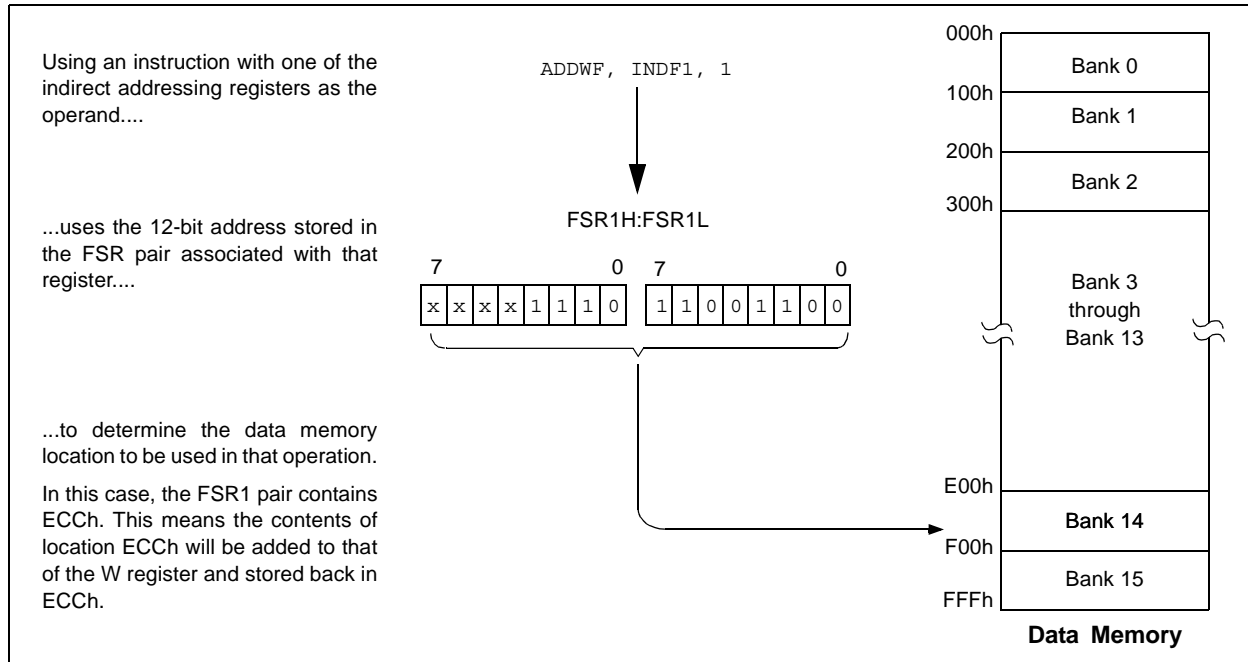 Using an instruction with one of the
indirect addressing registers as the
operand....
ADDWF, INDF1, 1
...uses the 12-bit address stored in
the FSR pair associated with that
register....
FSR1H:FSR1L
7 0 7 0
x x x x 1 1 1 0 1 1 0 0 1 1 0 0
...to determine the data memory
location to be used in that operation.
In this case, the FSR1 pair contains
ECCh. This means the contents of
location ECCh will be added to that
of the W register and stored back in
ECCh.
000h
Bank 0
100h
Bank 1
200h
Bank 2
300h
Bank 3
through
Bank 13
E00h
Bank 14
F00h
Bank 15
FFFh
Data Memory